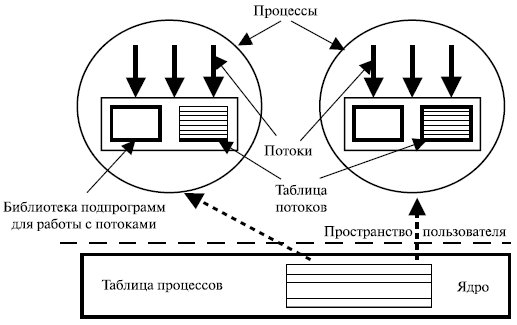 Процессы
Потоки
Таблица
потоков
Библиотека подпрограмм
для работы с потоками
Пространство пользователя
Таблица процессов
Ядро